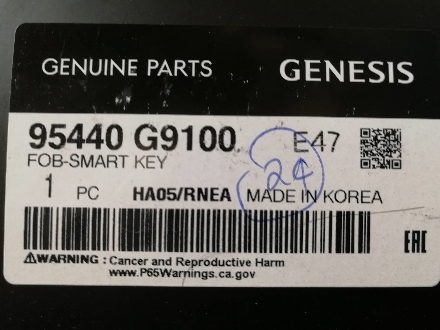 GENUINE PARTS GENESIS
95440 G9100 E47
FOB-SMART KEY
24
1 PC HA05/RNEA MADE IN KOREA
EAC
⚠WARNING : Cancer and Reproductive Harm
www.P65Warnings.ca.gov